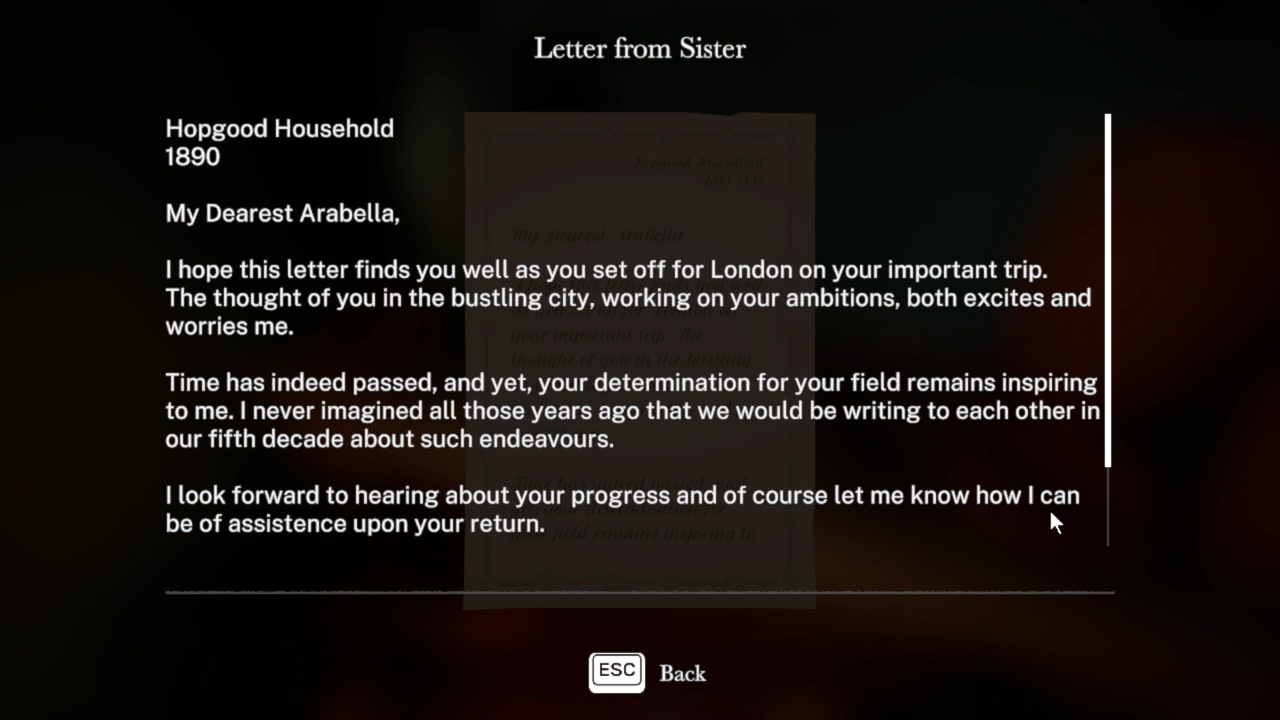 Letter from Sister
Hopgood Household
1890
My Dearest Arabella,
I hope this letter finds you well as you set off for London on your important trip.
The thought of you in the bustling city, working on your ambitions, both excites and
worries me.
Time has indeed passed, and yet, your determination for your field remains inspiring
to me. I never imagined all those years ago that we would be writing to each other in
our fifth decade about such endeavours.
I look forward to hearing about your progress and of course let me know how I can
be of assistence upon your return.
ESC Back